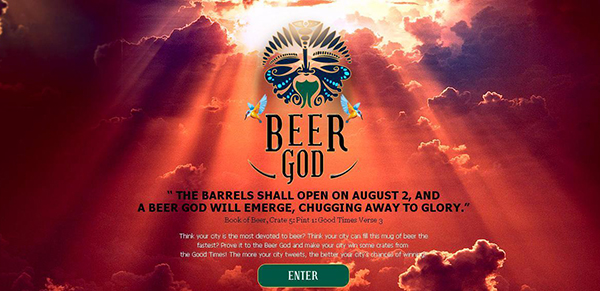 BEER
GOD
" THE BARRELS SHALL OPEN ON AUGUST 2, AND
A BEER GOD WILL EMERGE, CHUGGING AWAY TO GLORY."
Book of Beer, Crate 5: Pint 1: Good Times Verse 3
Think your city is the most devoted to beer? Think your city can fill this mug of beer the
fastest? Prove it to the Beer God and make your city win some crates from
the Good Times! The more your city tweets, the better your city's chances of winner!
ENTER